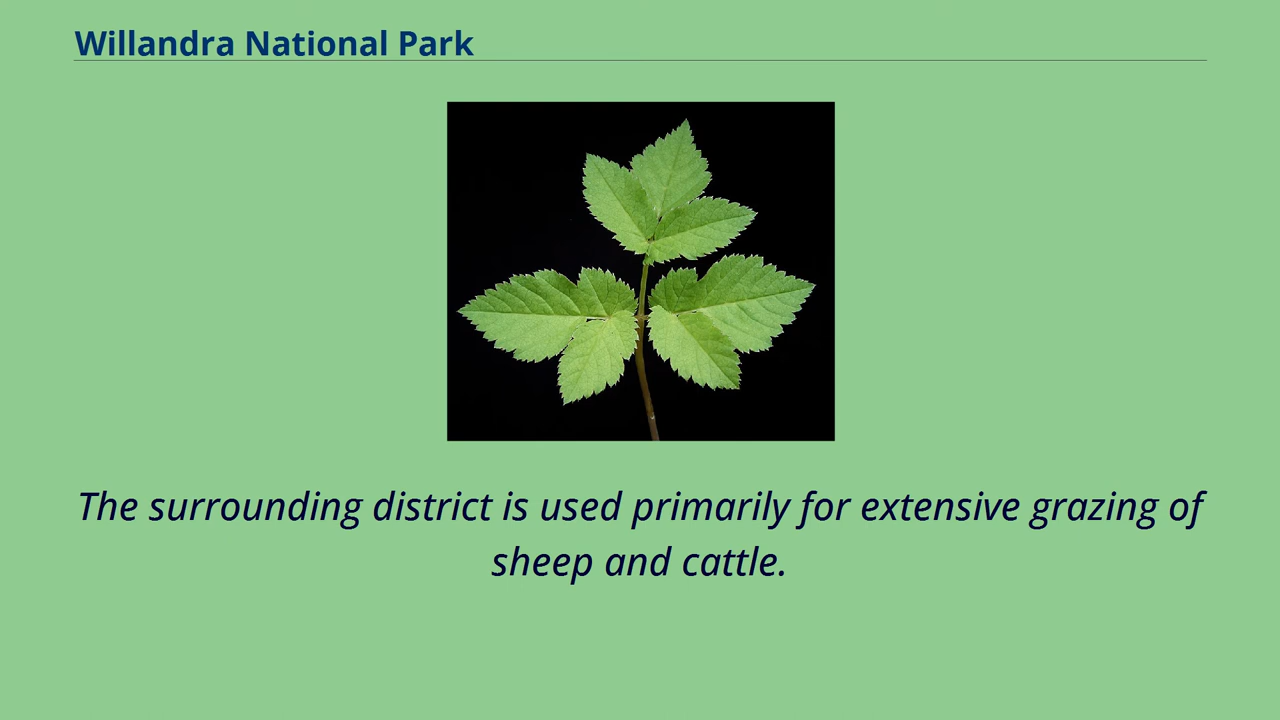 Willandra National Park
The surrounding district is used primarily for extensive grazing of
sheep and cattle.